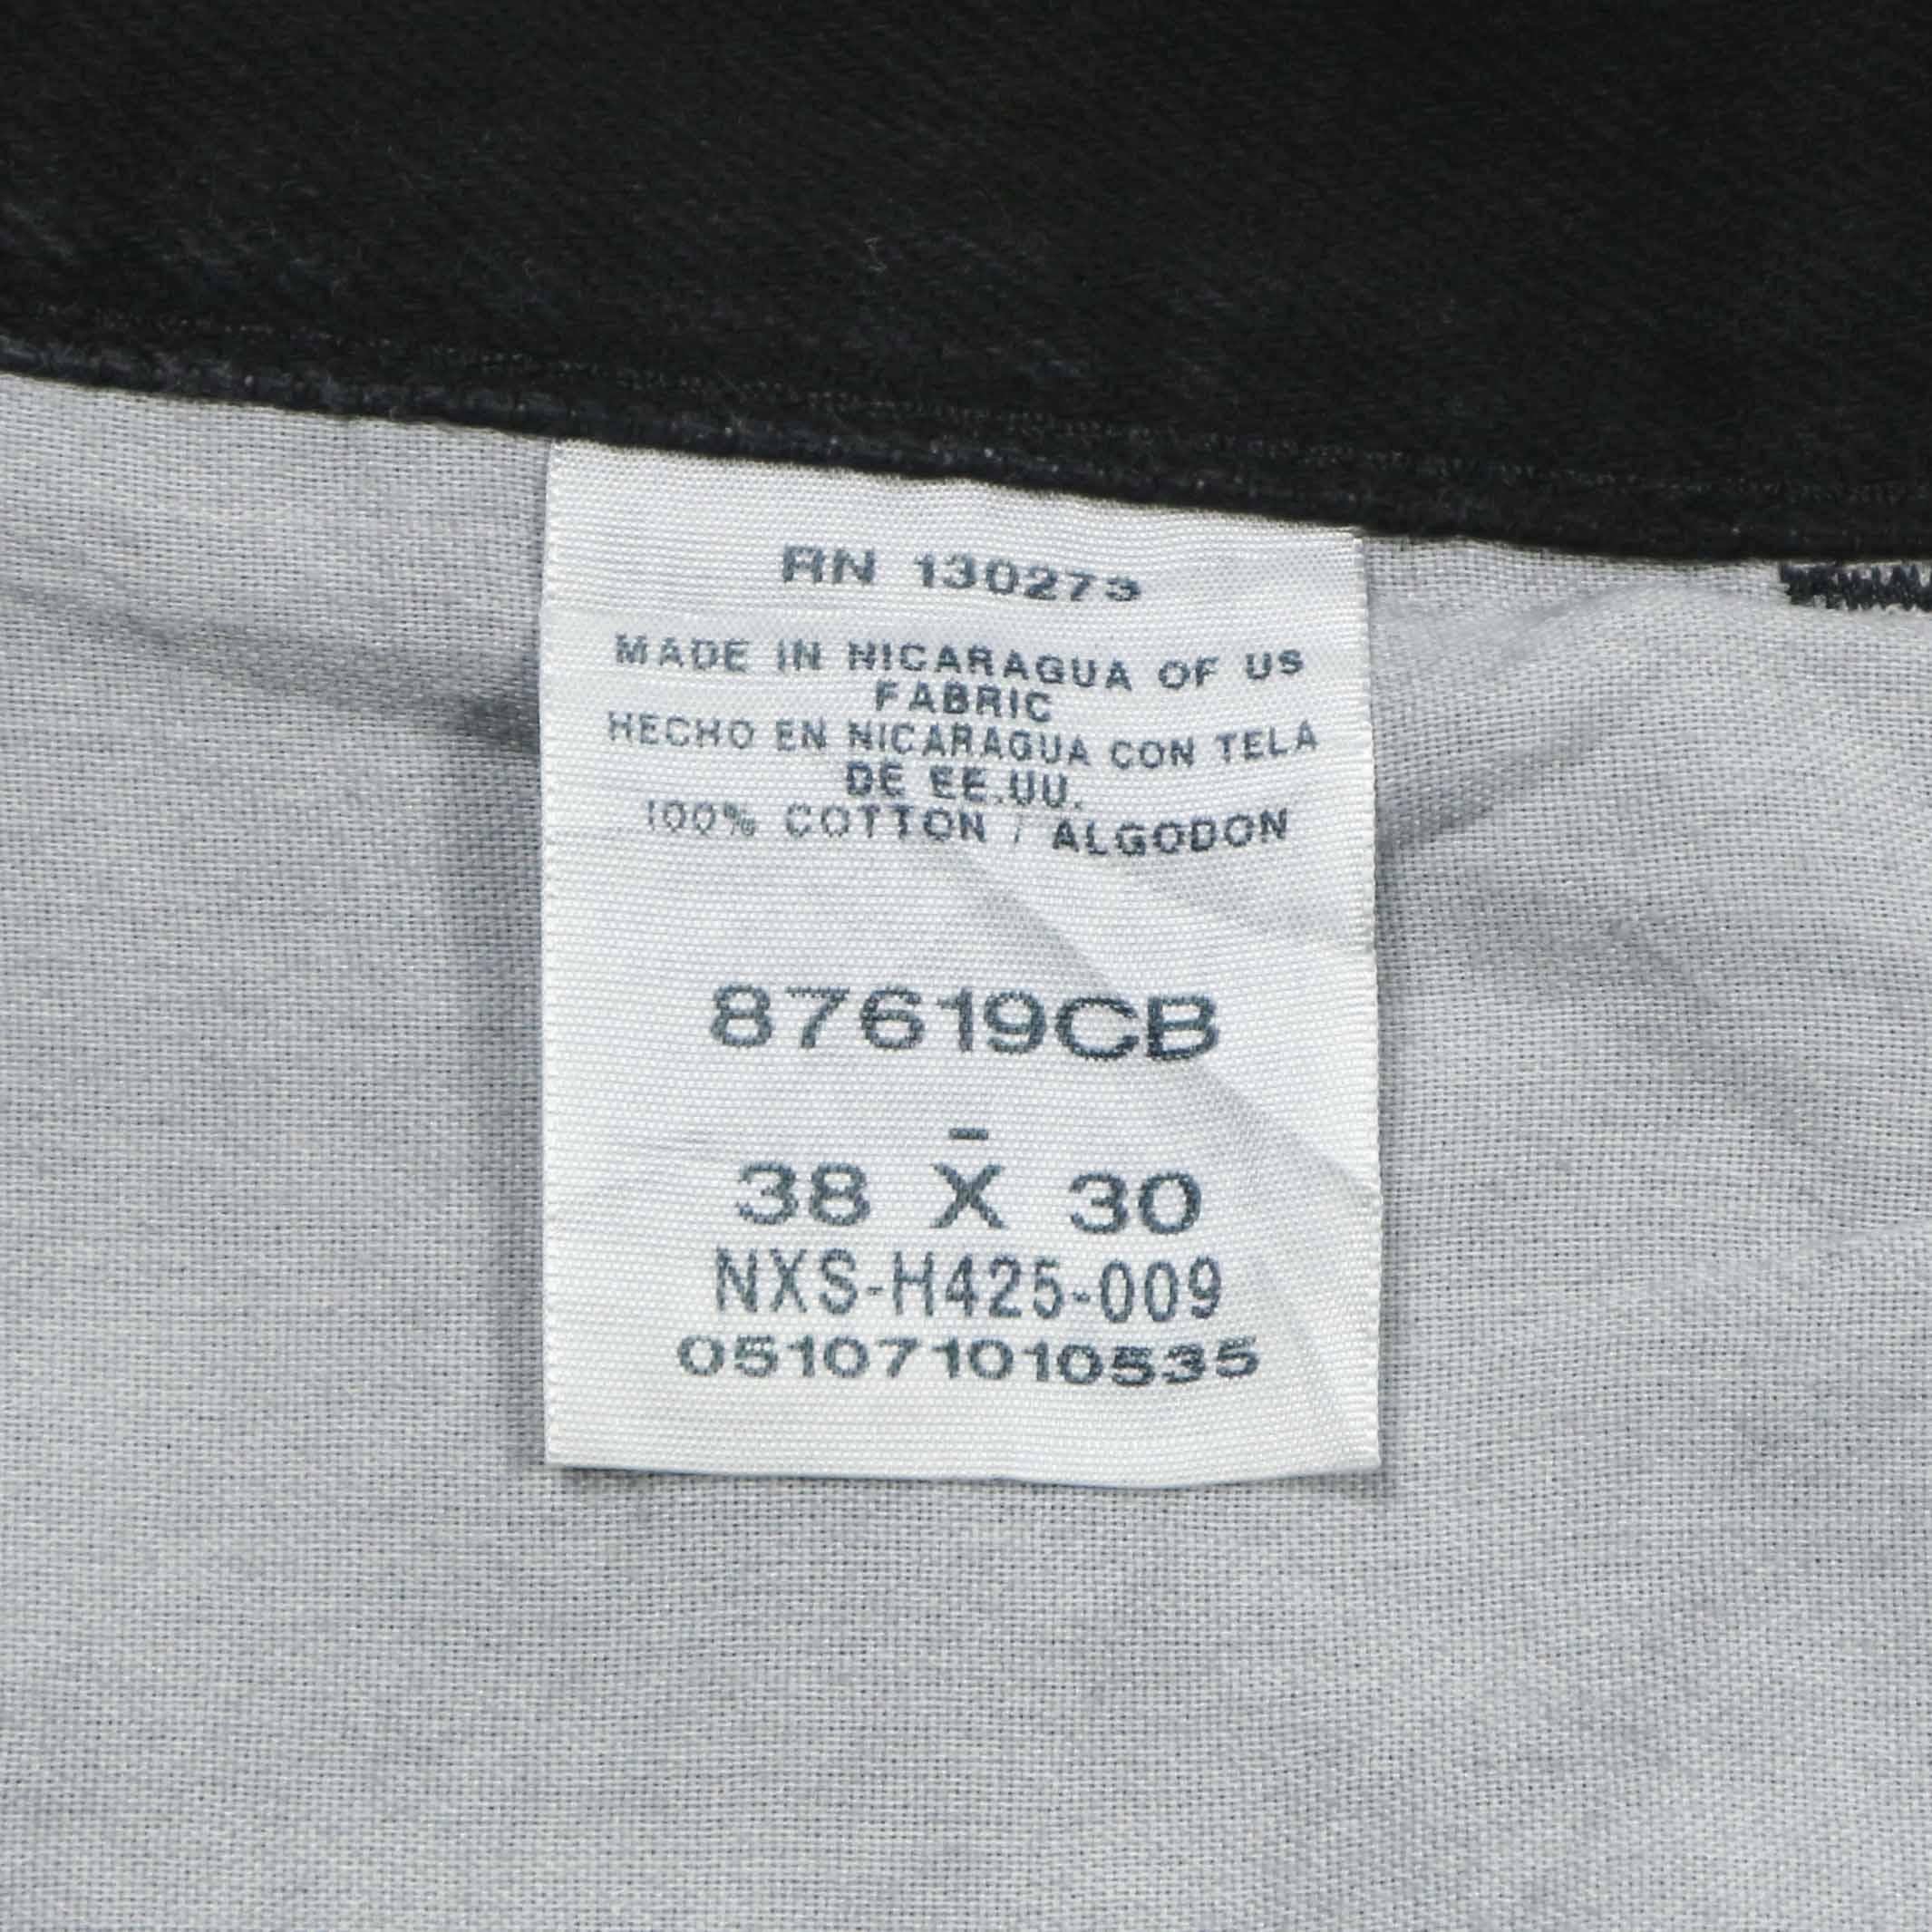 RN 130273
MADE IN NICARAGUA OF US
FABRIC
HECHO EN NICARAGUA CON TELA
DE EE.UU.
100% COTTON / ALGODON
87619CB
-
38 X 30
NXS-H425-009
051071010535